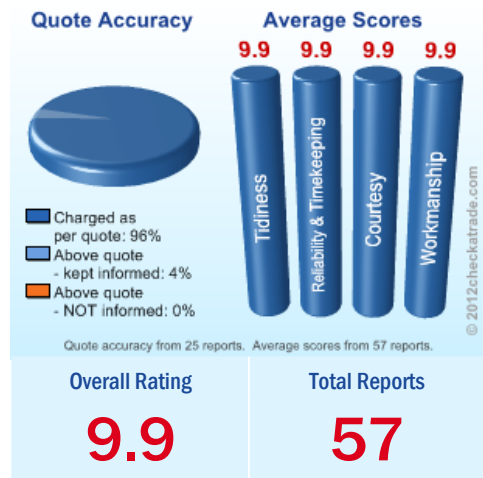 Quote Accuracy
Average Scores
9.9 9.9 9.9 9.9
Tidiness
Reliability & Timekeeping
Courtesy
Workmanship
Charged as
per quote: 96%
Above quote
- kept informed: 4%
Above quote
- NOT informed: 0%
© 2012checkatrade.com
Quote accuracy from 25 reports. Average scores from 57 reports.
Overall Rating
9.9
Total Reports
57